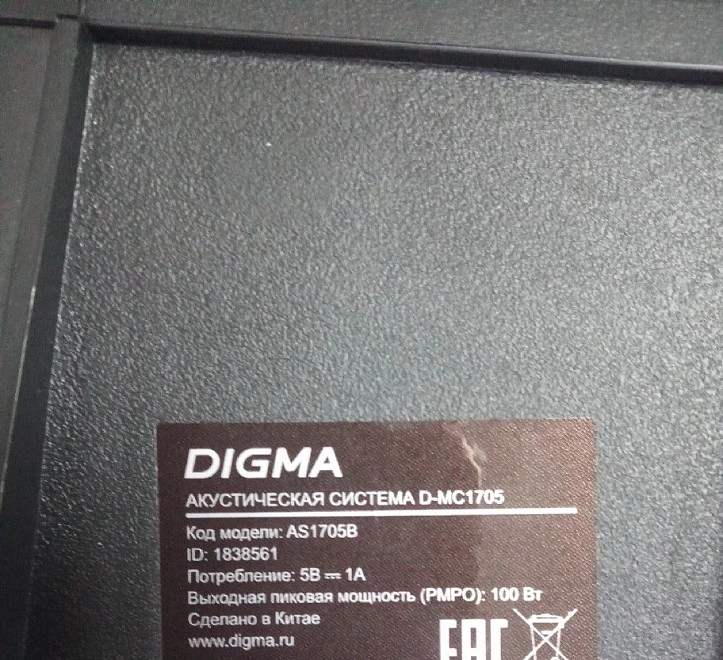 DIGMA
АКУСТИЧЕСКАЯ СИСТЕМА D-MC1705
Код модели: AS1705B
ID: 1838561
Потребление: 5В ⎓ 1А
Выходная пиковая мощность (PMPO): 100 Вт
Сделано в Китае
www.digma.ru
EAC